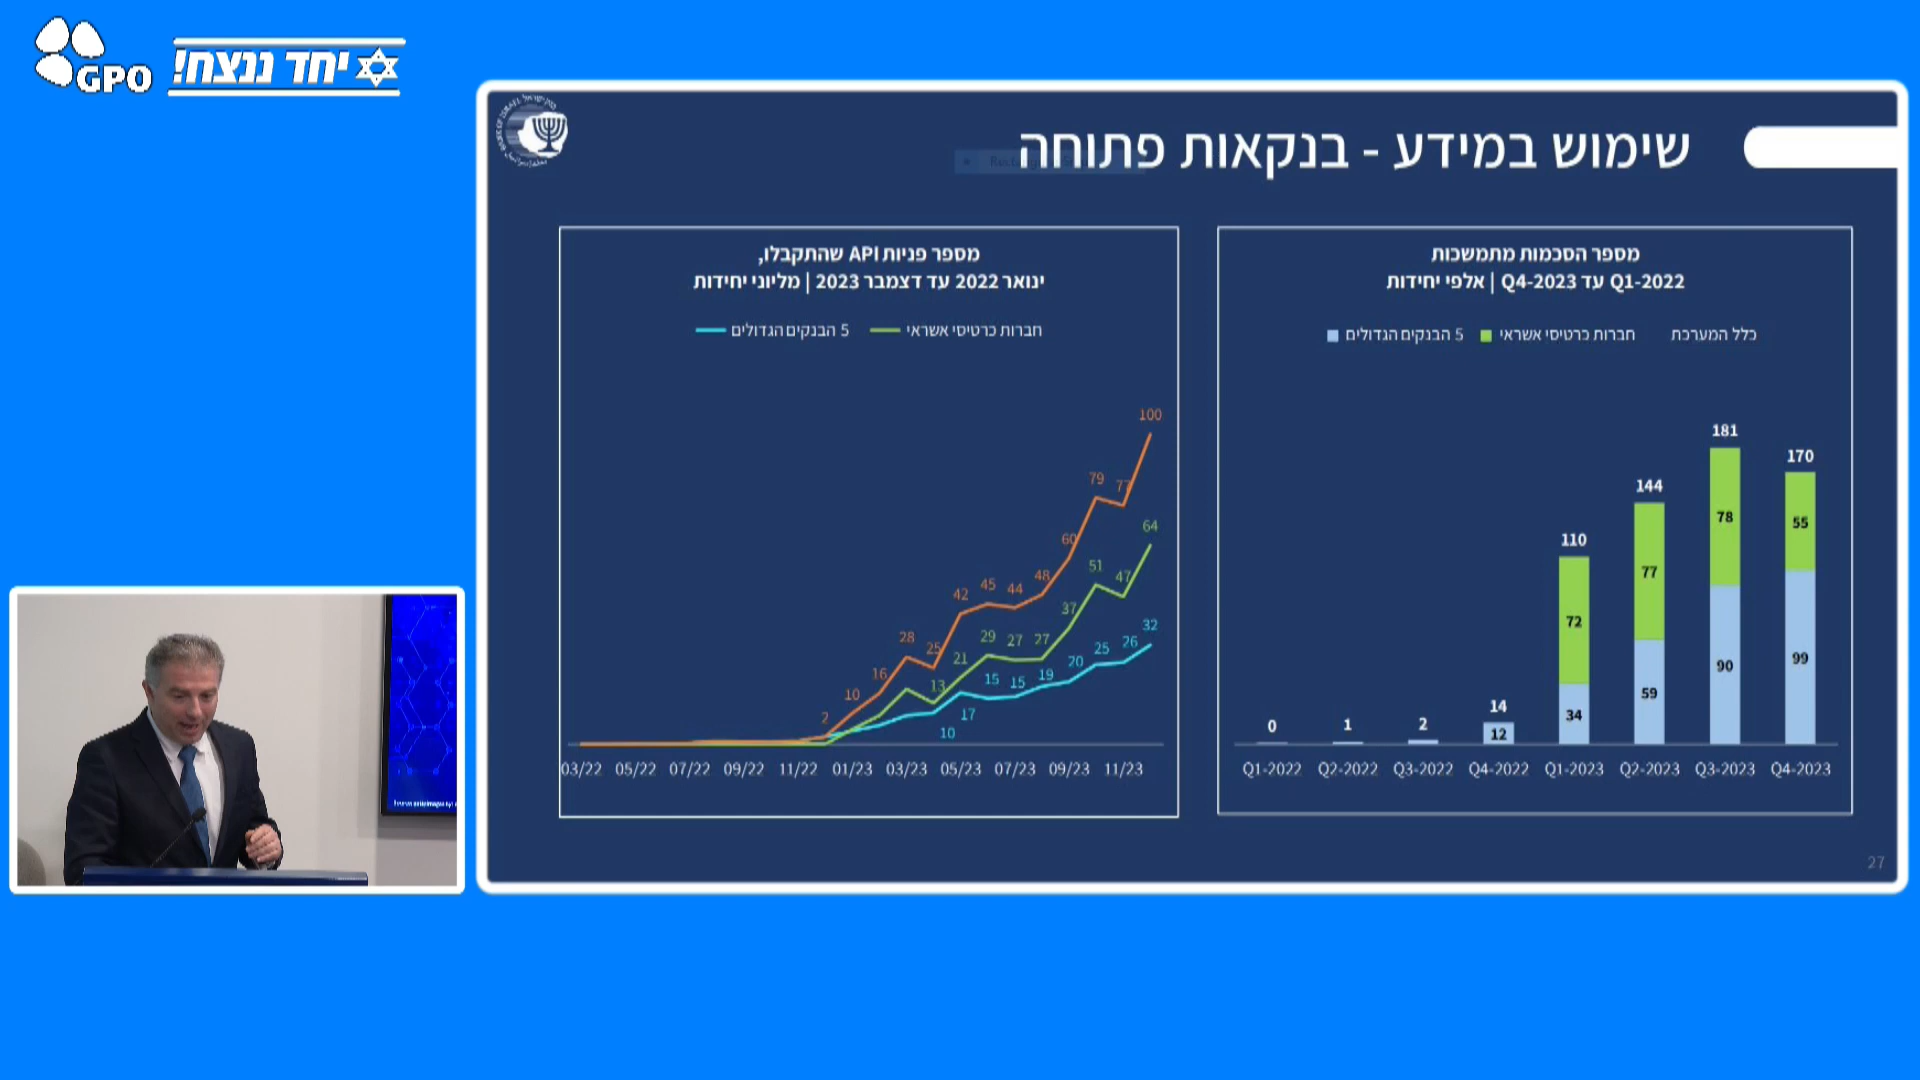 GPO
יחד ננצח!
שימוש במידע - בנקאות פתוחה
מספר הסכמות מתמשכות
Q1-2022 עד Q4-2023 | אלפי יחידות
כלל המערכת חברות כרטיסי אשראי 5 הבנקים הגדולים
181
170
144
110
78
55
77
72
90
99
59
34
14
12
2
1
0
Q1-2022 Q2-2022 Q3-2022 Q4-2022 Q1-2023 Q2-2023 Q3-2023 Q4-2023
מספר פניות API שהתקבלו,
ינואר 2022 עד דצמבר 2023 | מליוני יחידות
חברות כרטיסי אשראי 5 הבנקים הגדולים
2 10 16 28 25 42 45 44 48 60 79 77 100
13 21 29 27 27 37 51 47 64
10 17 15 15 19 20 25 26 32
03/22 05/22 07/22 09/22 11/22 01/23 03/23 05/23 07/23 09/23 11/23
27